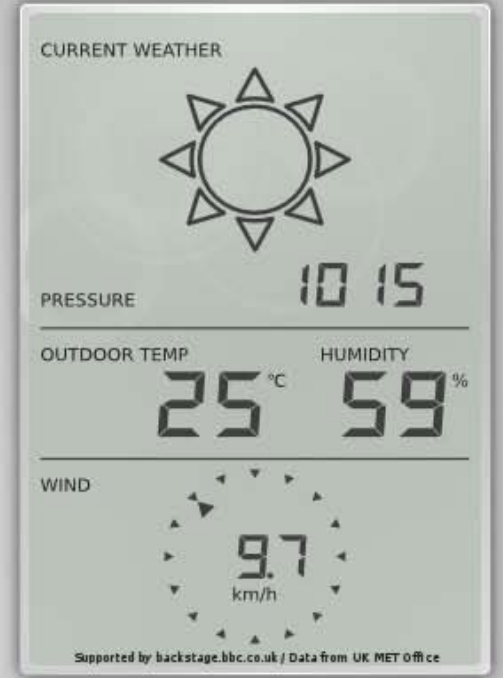 CURRENT WEATHER
PRESSURE 1015
OUTDOOR TEMP HUMIDITY
25 °C 59 %
WIND
9.7
km/h
Supported by backstage.bbc.co.uk / Data from UK MET Office